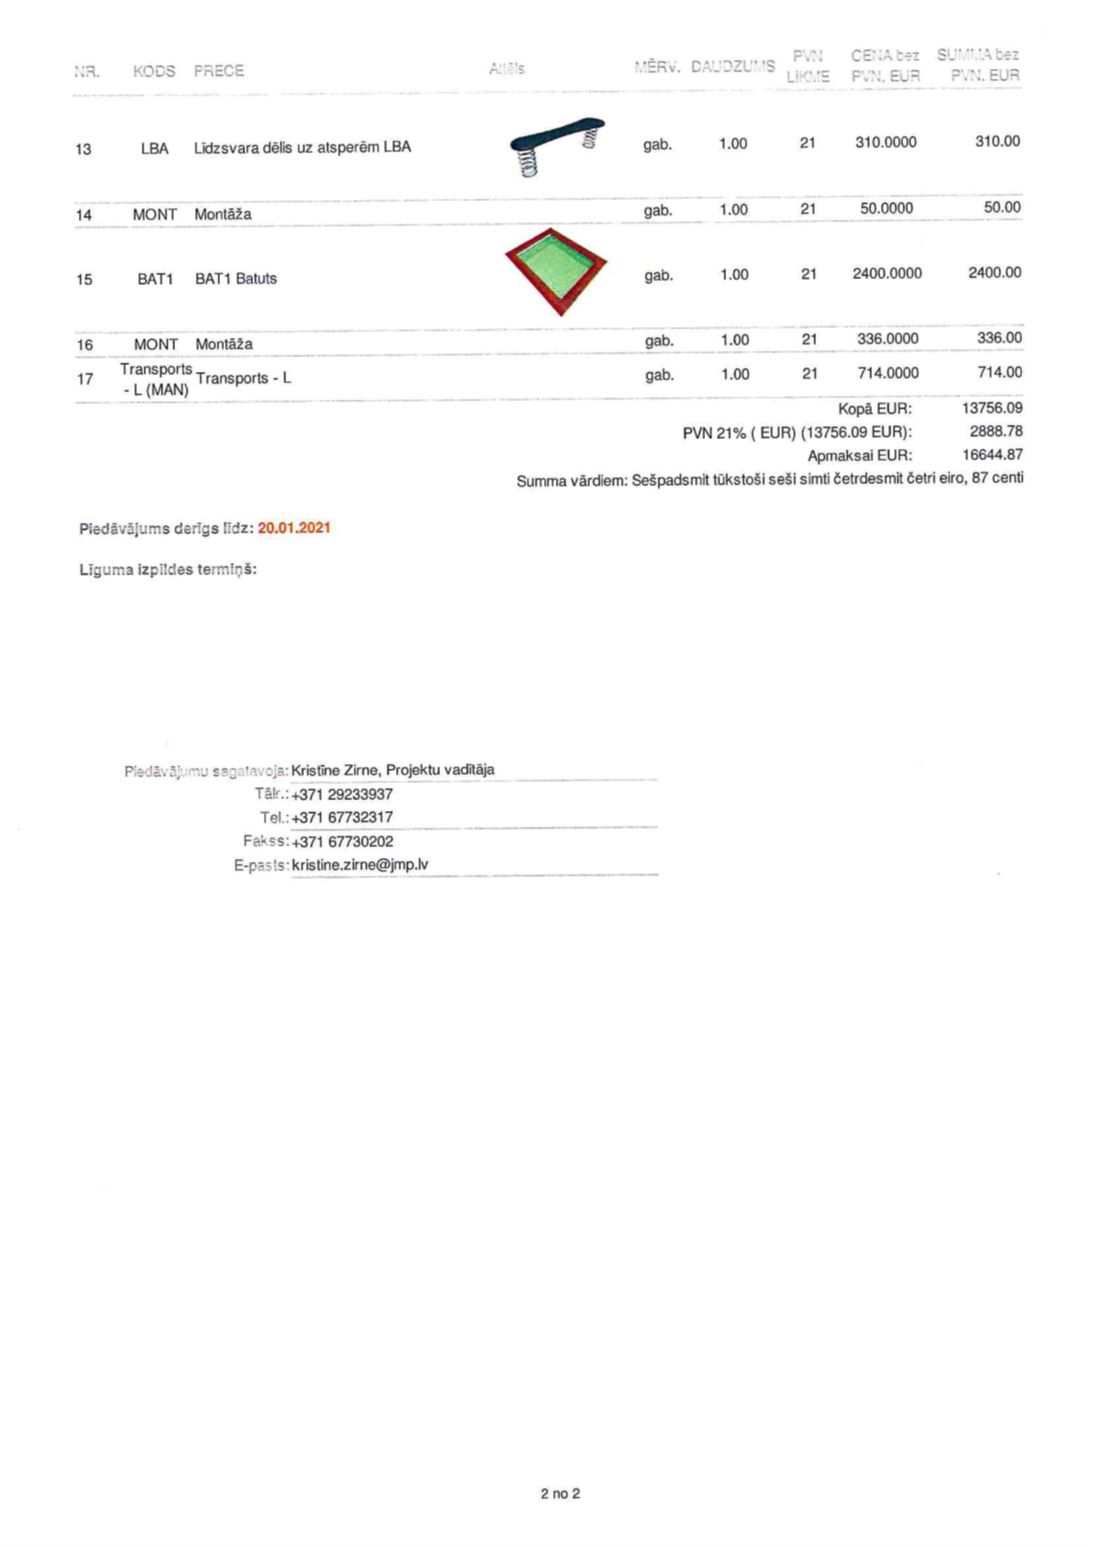 NR. KODS PRECE Attēls MĒRV. DAUDZUMS PVN LIKME CENA bez PVN, EUR SUMMA bez PVN, EUR
13 LBA Līdzsvara dēlis uz atsperēm LBA gab. 1.00 21 310.0000 310.00
14 MONT Montāža gab. 1.00 21 50.0000 50.00
15 BAT1 BAT1 Batuts gab. 1.00 21 2400.0000 2400.00
16 MONT Montāža gab. 1.00 21 336.0000 336.00
17 Transports - L (MAN) Transports - L gab. 1.00 21 714.0000 714.00
Kopā EUR: 13756.09
PVN 21% ( EUR) (13756.09 EUR): 2888.78
Apmaksai EUR: 16644.87
Summa vārdiem: Sešpadsmit tūkstoši seši simti četrdesmit četri eiro, 87 centi
Piedāvājums derīgs līdz: 20.01.2021
Līguma izpildes termiņš:
Piedāvājumu sagatavoja: Kristīne Zirne, Projektu vadītāja
Tālr.: +371 29233937
Tel.: +371 67732317
Fakss: +371 67730202
E-pasts: kristine.zirne@jmp.lv
2 no 2